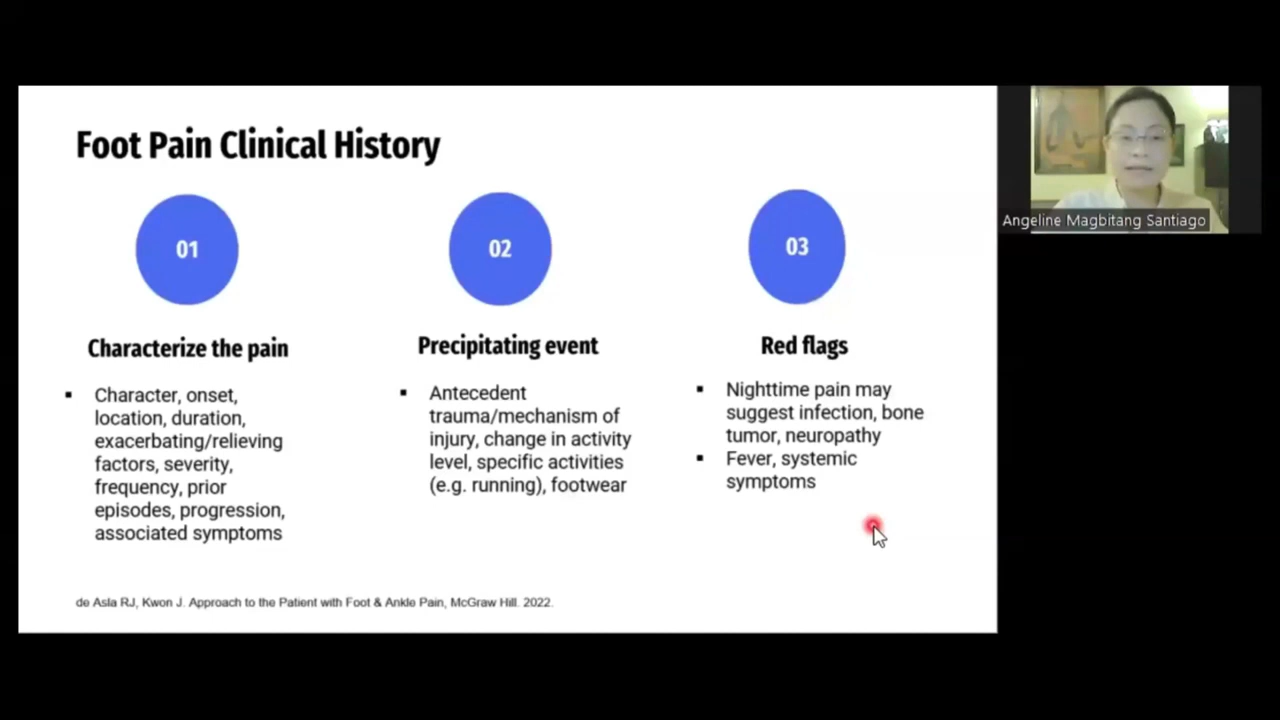 Foot Pain Clinical History
01
Characterize the pain
▪ Character, onset,
location, duration,
exacerbating/relieving
factors, severity,
frequency, prior
episodes, progression,
associated symptoms
02
Precipitating event
▪ Antecedent
trauma/mechanism of
injury, change in activity
level, specific activities
(e.g. running), footwear
03
Red flags
▪ Nighttime pain may
suggest infection, bone
tumor, neuropathy
▪ Fever, systemic
symptoms
de Asla RJ, Kwon J. Approach to the Patient with Foot & Ankle Pain, McGraw Hill. 2022.
Angeline Magbitang Santiago